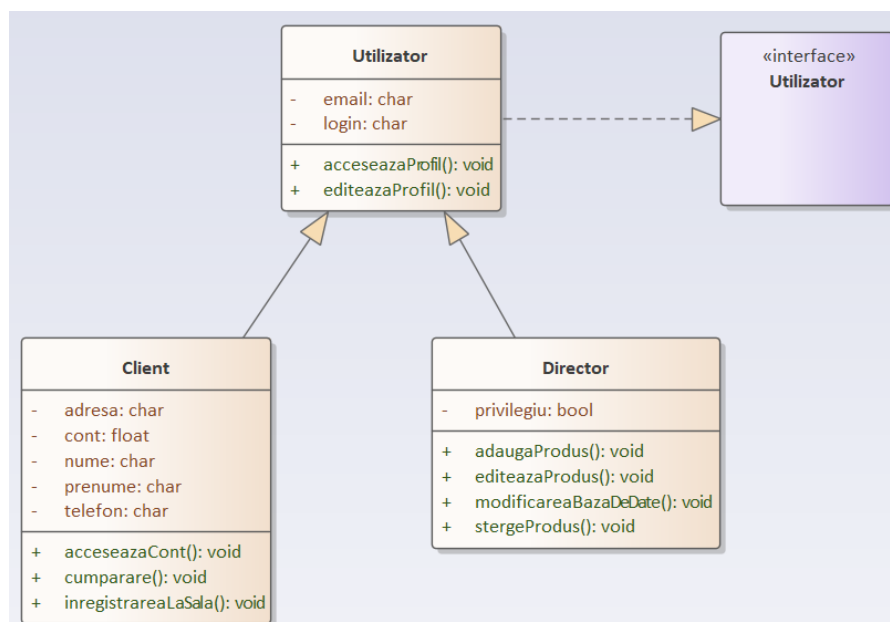 Utilizator
- email: char
- login: char
+ acceseazaProfil(): void
+ editeazaProfil(): void
«interface»
Utilizator
Client
- adresa: char
- cont: float
- nume: char
- prenume: char
- telefon: char
+ acceseazaCont(): void
+ cumparare(): void
+ inregistrareaLaSala(): void
Director
- privilegiu: bool
+ adaugaProdus(): void
+ editeazaProdus(): void
+ modificareaBazaDeDate(): void
+ stergeProdus(): void